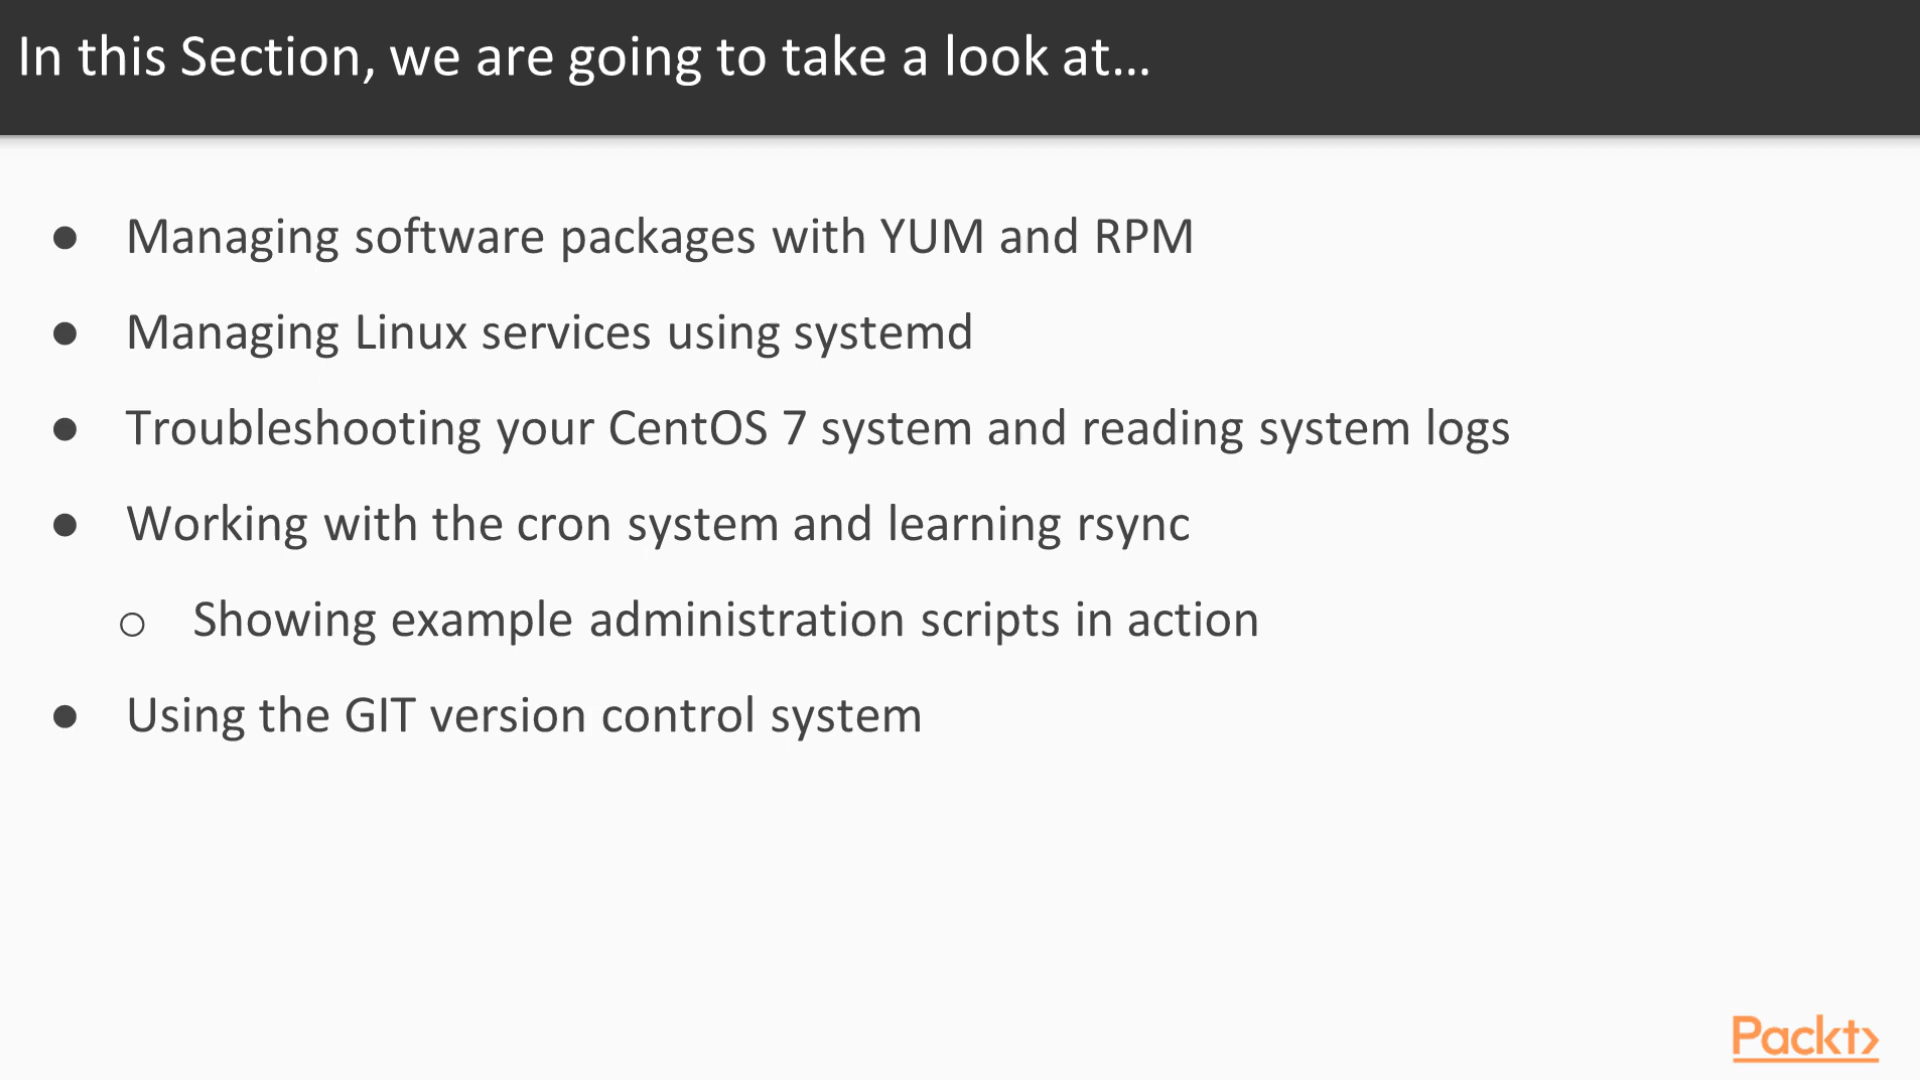 In this Section, we are going to take a look at...
● Managing software packages with YUM and RPM
● Managing Linux services using systemd
● Troubleshooting your CentOS 7 system and reading system logs
● Working with the cron system and learning rsync
○ Showing example administration scripts in action
● Using the GIT version control system
Packt>